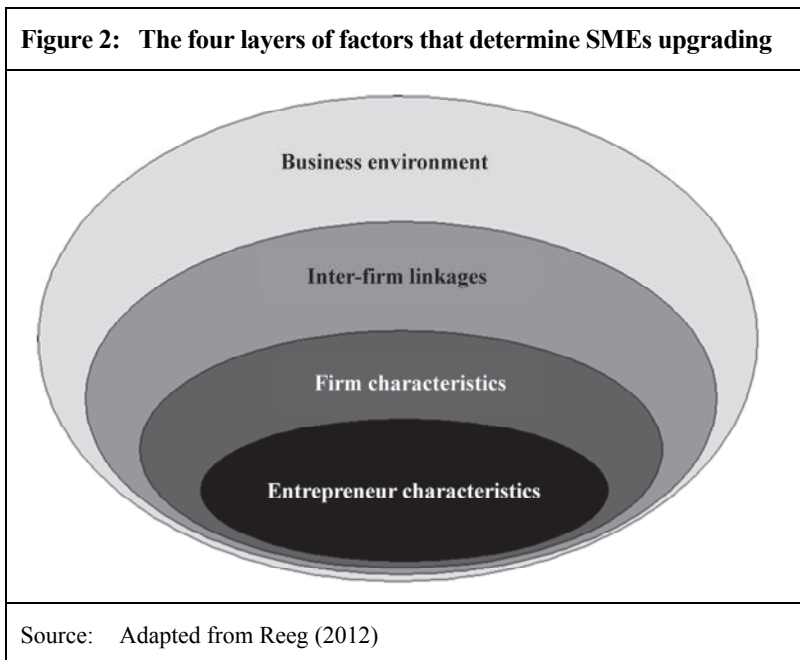 Figure 2: The four layers of factors that determine SMEs upgrading
Business environment
Inter-firm linkages
Firm characteristics
Entrepreneur characteristics
Source: Adapted from Reeg (2012)